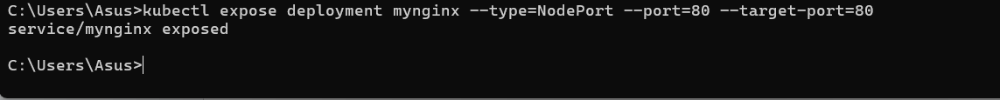 C:\Users\Asus>kubectl expose deployment mynginx --type=NodePort --port=80 --target-port=80
service/mynginx exposed
C:\Users\Asus>